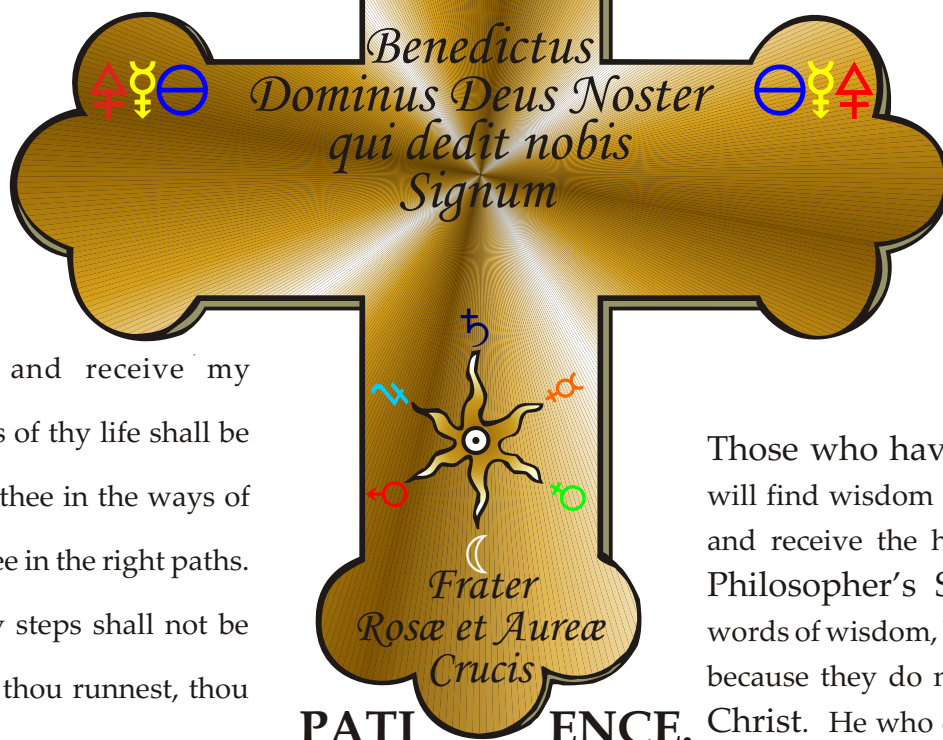 Benedictus
Dominus Deus Noster
qui dedit nobis
Signum
Frater
Rosæ et Aureæ
Crucis
and receive my
of thy life shall be
thee in the ways of
in the right paths.
steps shall not be
thou runnest, thou
PATI ENCE.
Those who
will find wisdom
and receive the
Philosopher’s
words of wisdom,
because they do
Christ. He who